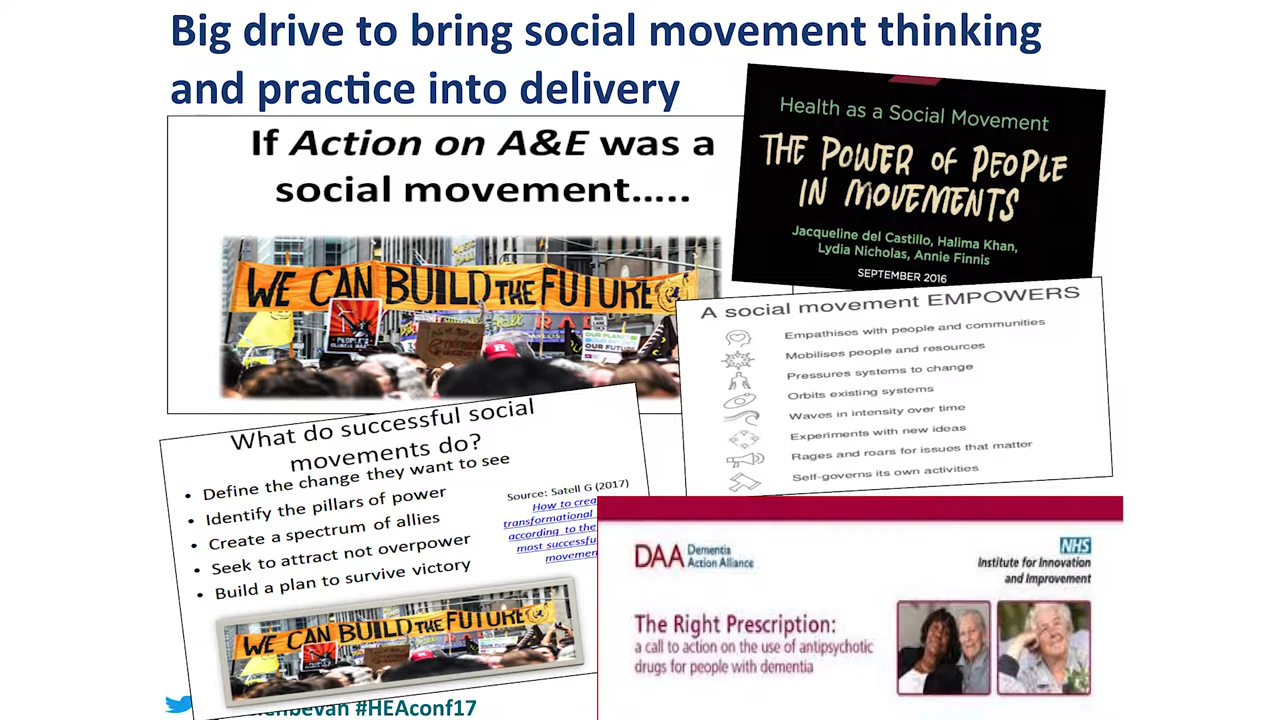 Big drive to bring social movement thinking
and practice into delivery
If Action on A&E was a
social movement.....
WE CAN BUILD THE FUTURE
PEOPLE'S
OUR PLANET
OUR FUTURE
Health as a Social Movement
THE POWER OF PEOPLE
IN MOVEMENTS
Jacqueline del Castillo, Halima Khan,
Lydia Nicholas, Annie Finnis
SEPTEMBER 2016
A social movement EMPOWERS
Empathises with people and communities
Mobilises people and resources
Pressures systems to change
Orbits existing systems
Waves in intensity over time
Experiments with new ideas
Rages and roars for issues that matter
Self-governs its own activities
What do successful social
movements do?
• Define the change they want to see
• Identify the pillars of power
• Create a spectrum of allies
• Seek to attract not overpower
• Build a plan to survive victory
Source: Satell G (2017)
How to crea
transformational
according to the
most successfu
movemen
WE CAN BUILD THE FUTURE
DAA Dementia
Action Alliance
NHS
Institute for Innovation
and Improvement
The Right Prescription:
a call to action on the use of antipsychotic
drugs for people with dementia
enbevan #HEAconf17